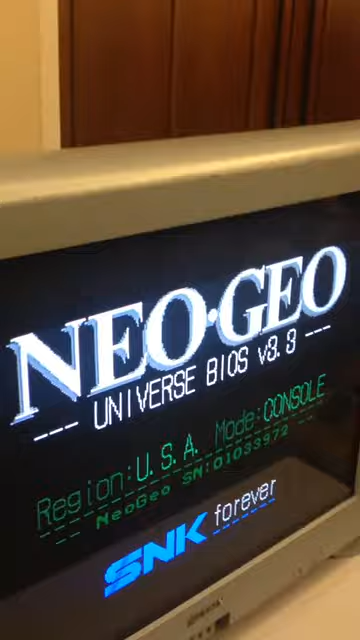 NEO·GEO
--- UNIVERSE BIOS v3.3 ---
Region:U.S.A. Mode:CONSOLE
-- NeoGeo SN:01033972 --
SNK forever